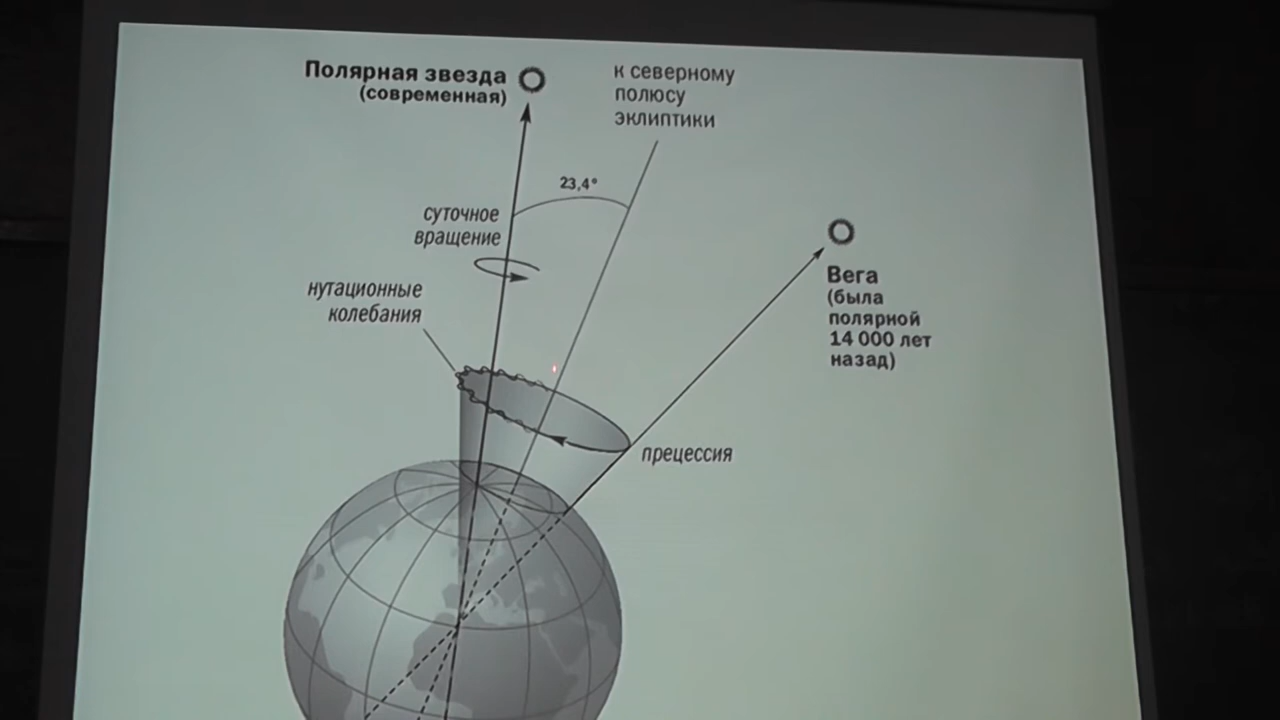 Полярная звезда
(современная)
к северному
полюсу
эклиптики
23,4°
суточное
вращение
нутационные
колебания
Вега
(была
полярной
14 000 лет
назад)
прецессия